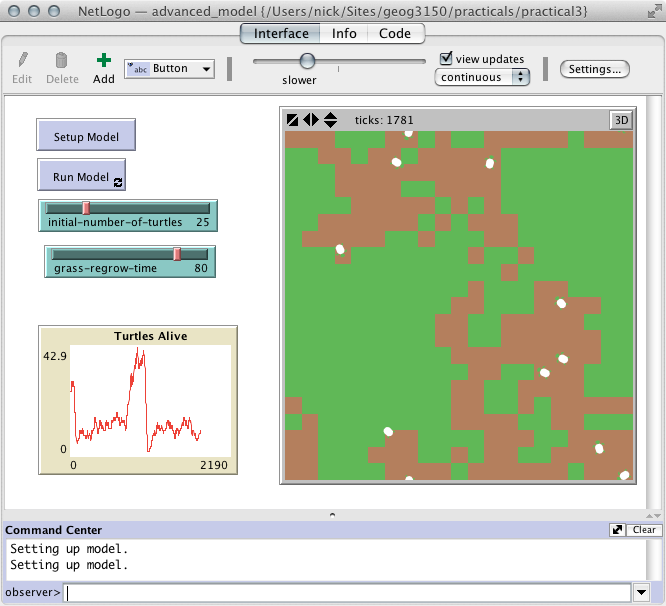 NetLogo — advanced_model {/Users/nick/Sites/geog3150/practicals/practical3}
Interface Info Code
Edit Delete Add abc Button slower view updates continuous Settings...
Setup Model
Run Model
initial-number-of-turtles 25
grass-regrow-time 80
Turtles Alive
42.9
0
0 2190
ticks: 1781 3D
Command Center Clear
Setting up model.
Setting up model.
observer>